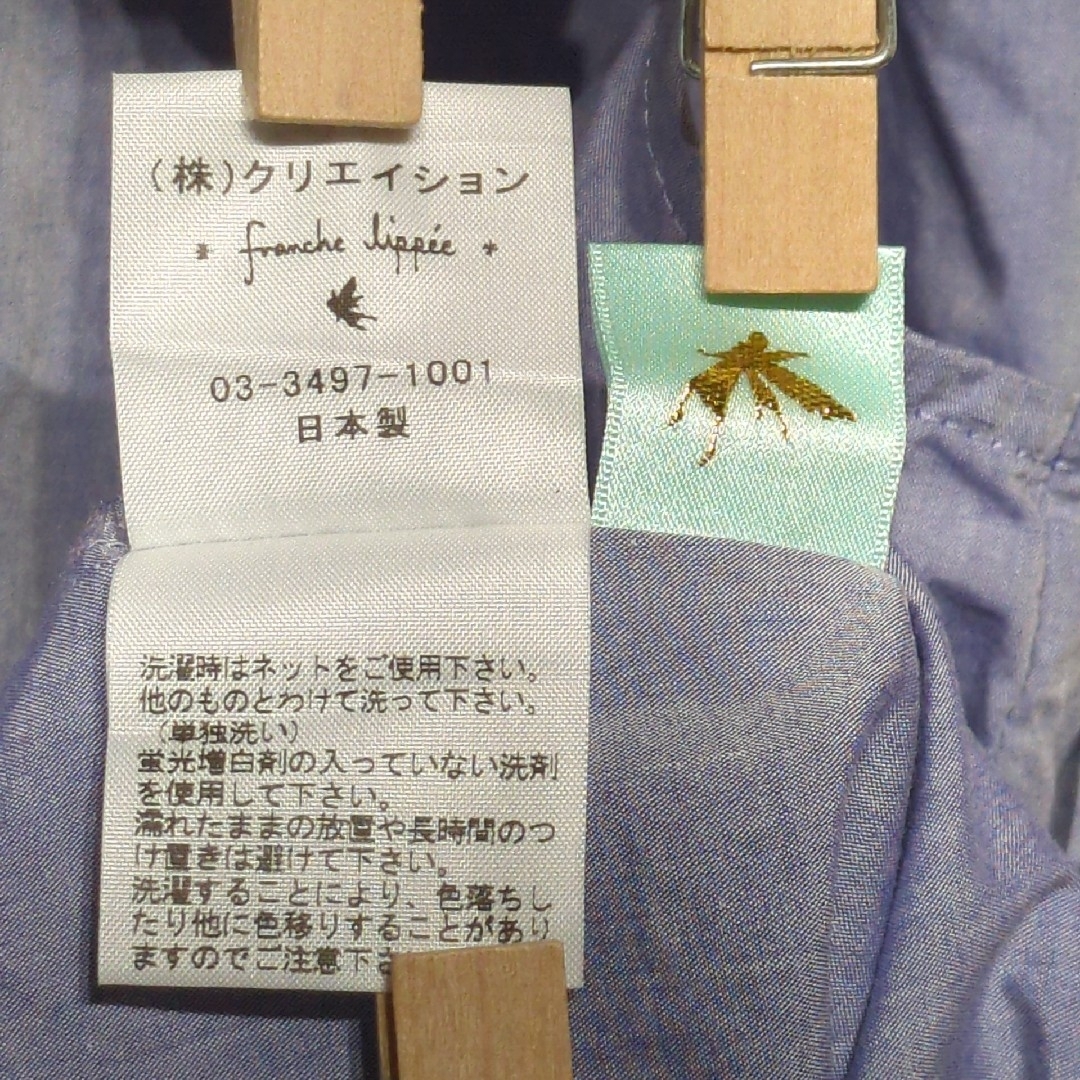 (株)クリエイション
* franche lippée *
03-3497-1001
日本製
洗濯時はネットをご使用下さい。
他のものとわけて洗って下さい。
(単独洗い)
蛍光増白剤の入っていない洗剤
を使用して下さい。
濡れたままの放置や長時間のつ
け置きは避けて下さい。
洗濯することにより、色落ちし
たり他に色移りすることがあり
ますのでご注意下さ